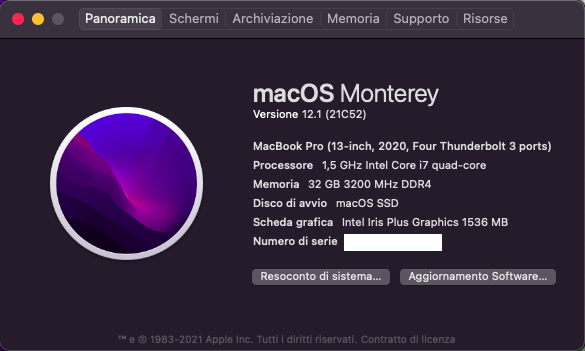 Panoramica Schermi Archiviazione Memoria Supporto Risorse
macOS Monterey
Versione 12.1 (21C52)
MacBook Pro (13-inch, 2020, Four Thunderbolt 3 ports)
Processore 1,5 GHz Intel Core i7 quad-core
Memoria 32 GB 3200 MHz DDR4
Disco di avvio macOS SSD
Scheda grafica Intel Iris Plus Graphics 1536 MB
Numero di serie
Resoconto di sistema... Aggiornamento Software...
™ e © 1983-2021 Apple Inc. Tutti i diritti riservati. Contratto di licenza